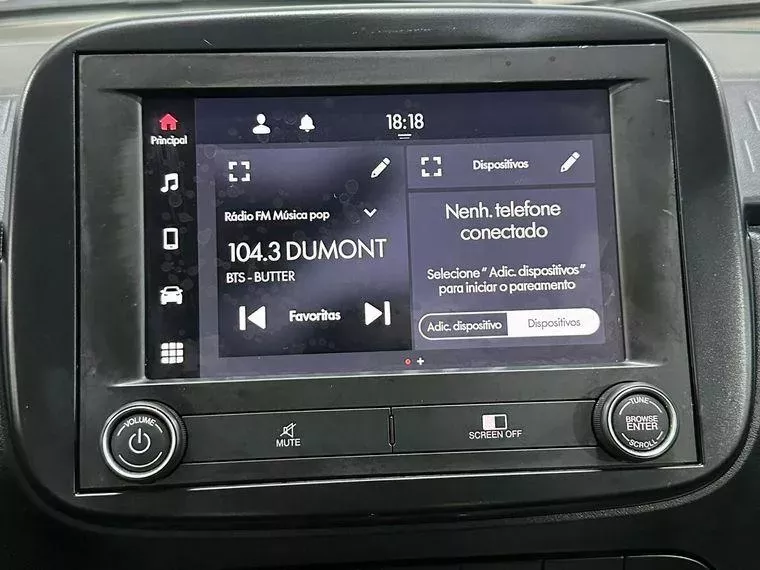 Principal
18:18
Rádio FM Música pop
104.3 DUMONT
BTS - BUTTER
Favoritas
Dispositivos
Nenh. telefone
conectado
Selecione “ Adic. dispositivos”
para iniciar o pareamento
Adic. dispositivo
Dispositivos
VOLUME
MUTE
SCREEN OFF
TUNE
BROWSE
ENTER
SCROLL